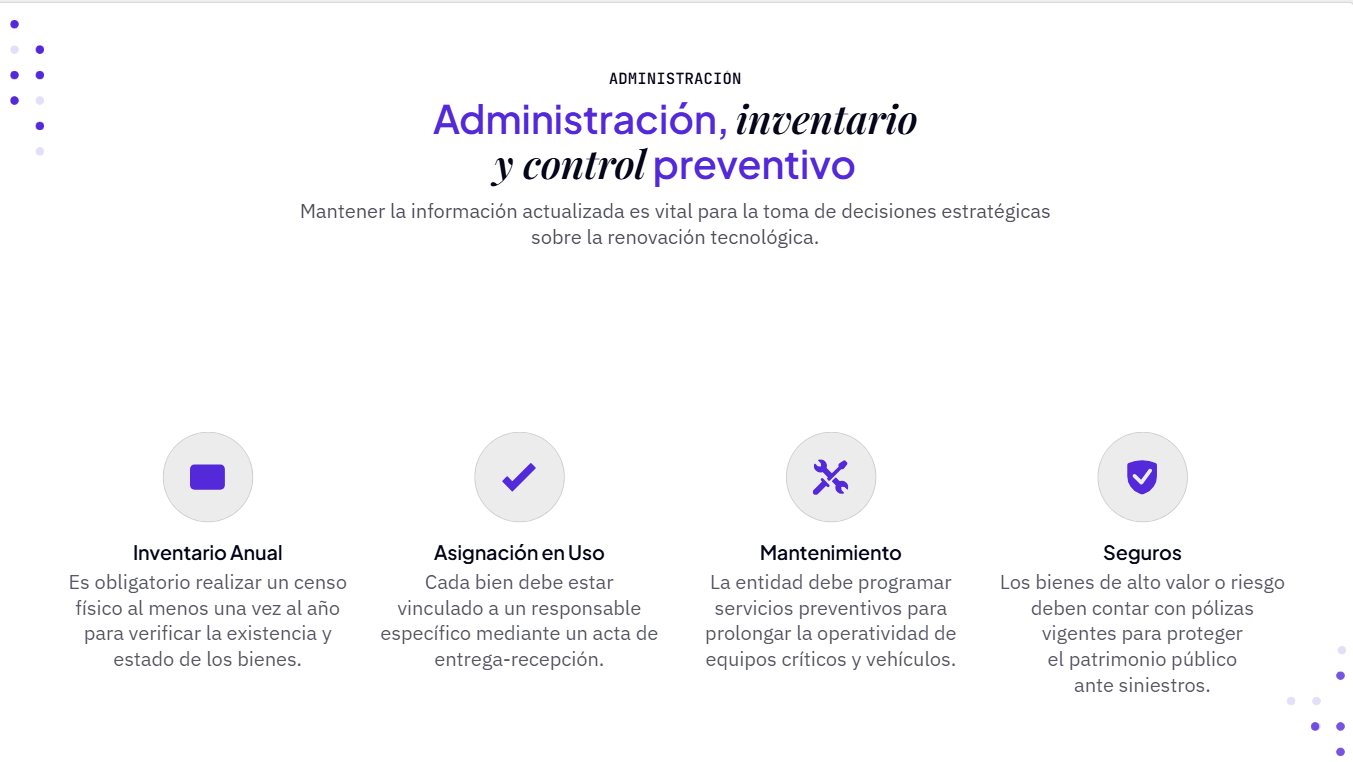 ADMINISTRACIÓN
Administración, inventario
y control preventivo
Mantener la información actualizada es vital para la toma de decisiones estratégicas
sobre la renovación tecnológica.
Inventario Anual
Es obligatorio realizar un censo
físico al menos una vez al año
para verificar la existencia y
estado de los bienes.
Asignación en Uso
Cada bien debe estar
vinculado a un responsable
específico mediante un acta de
entrega-recepción.
Mantenimiento
La entidad debe programar
servicios preventivos para
prolongar la operatividad de
equipos críticos y vehículos.
Seguros
Los bienes de alto valor o riesgo
deben contar con pólizas
vigentes para proteger
el patrimonio público
ante siniestros.